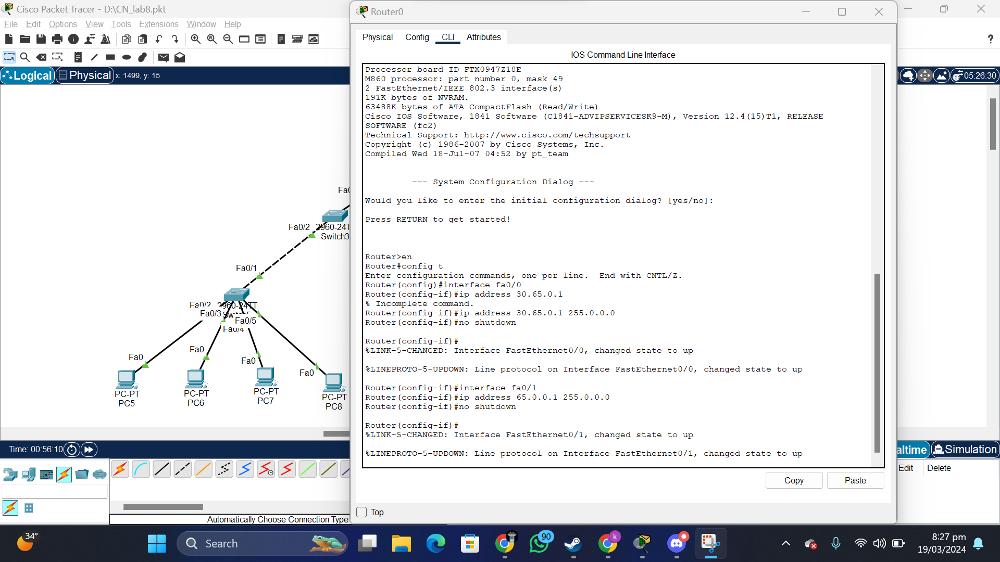 Cisco Packet Tracer - D:\CN_lab8.pkt
File Edit Options View Tools Extensions Window Help
Logical Physical x: 1499, y: 15
05:26:30
Fa0/2 2960-24T
Switch3
Fa0/1
Fa0/2 2960-24TT
Fa0/3
Fa0/5
Fa0/4
Fa0
Fa0
Fa0
Fa0
PC-PT
PC5
PC-PT
PC6
PC-PT
PC7
PC-PT
PC8
Time: 00:56:10
altime Simulation
Edit Delete
Automatically Choose Connection Type
Router0
Physical Config CLI Attributes
IOS Command Line Interface
Processor board ID FTX0947Z18E
M860 processor: part number 0, mask 49
2 FastEthernet/IEEE 802.3 interface(s)
191K bytes of NVRAM.
63488K bytes of ATA CompactFlash (Read/Write)
Cisco IOS Software, 1841 Software (C1841-ADVIPSERVICESK9-M), Version 12.4(15)T1, RELEASE
SOFTWARE (fc2)
Technical Support: http://www.cisco.com/techsupport
Copyright (c) 1986-2007 by Cisco Systems, Inc.
Compiled Wed 18-Jul-07 04:52 by pt_team
--- System Configuration Dialog ---
Would you like to enter the initial configuration dialog? [yes/no]:
Press RETURN to get started!
Router>en
Router#config t
Enter configuration commands, one per line.  End with CNTL/Z.
Router(config)#interface fa0/0
Router(config-if)#ip address 30.65.0.1
% Incomplete command.
Router(config-if)#ip address 30.65.0.1 255.0.0.0
Router(config-if)#no shutdown
Router(config-if)#
%LINK-5-CHANGED: Interface FastEthernet0/0, changed state to up
%LINEPROTO-5-UPDOWN: Line protocol on Interface FastEthernet0/0, changed state to up
Router(config-if)#interface fa0/1
Router(config-if)#ip address 65.0.0.1 255.0.0.0
Router(config-if)#no shutdown
Router(config-if)#
%LINK-5-CHANGED: Interface FastEthernet0/1, changed state to up
%LINEPROTO-5-UPDOWN: Line protocol on Interface FastEthernet0/1, changed state to up
Copy Paste
Top
34°
Search
90
k
8:27 pm
19/03/2024